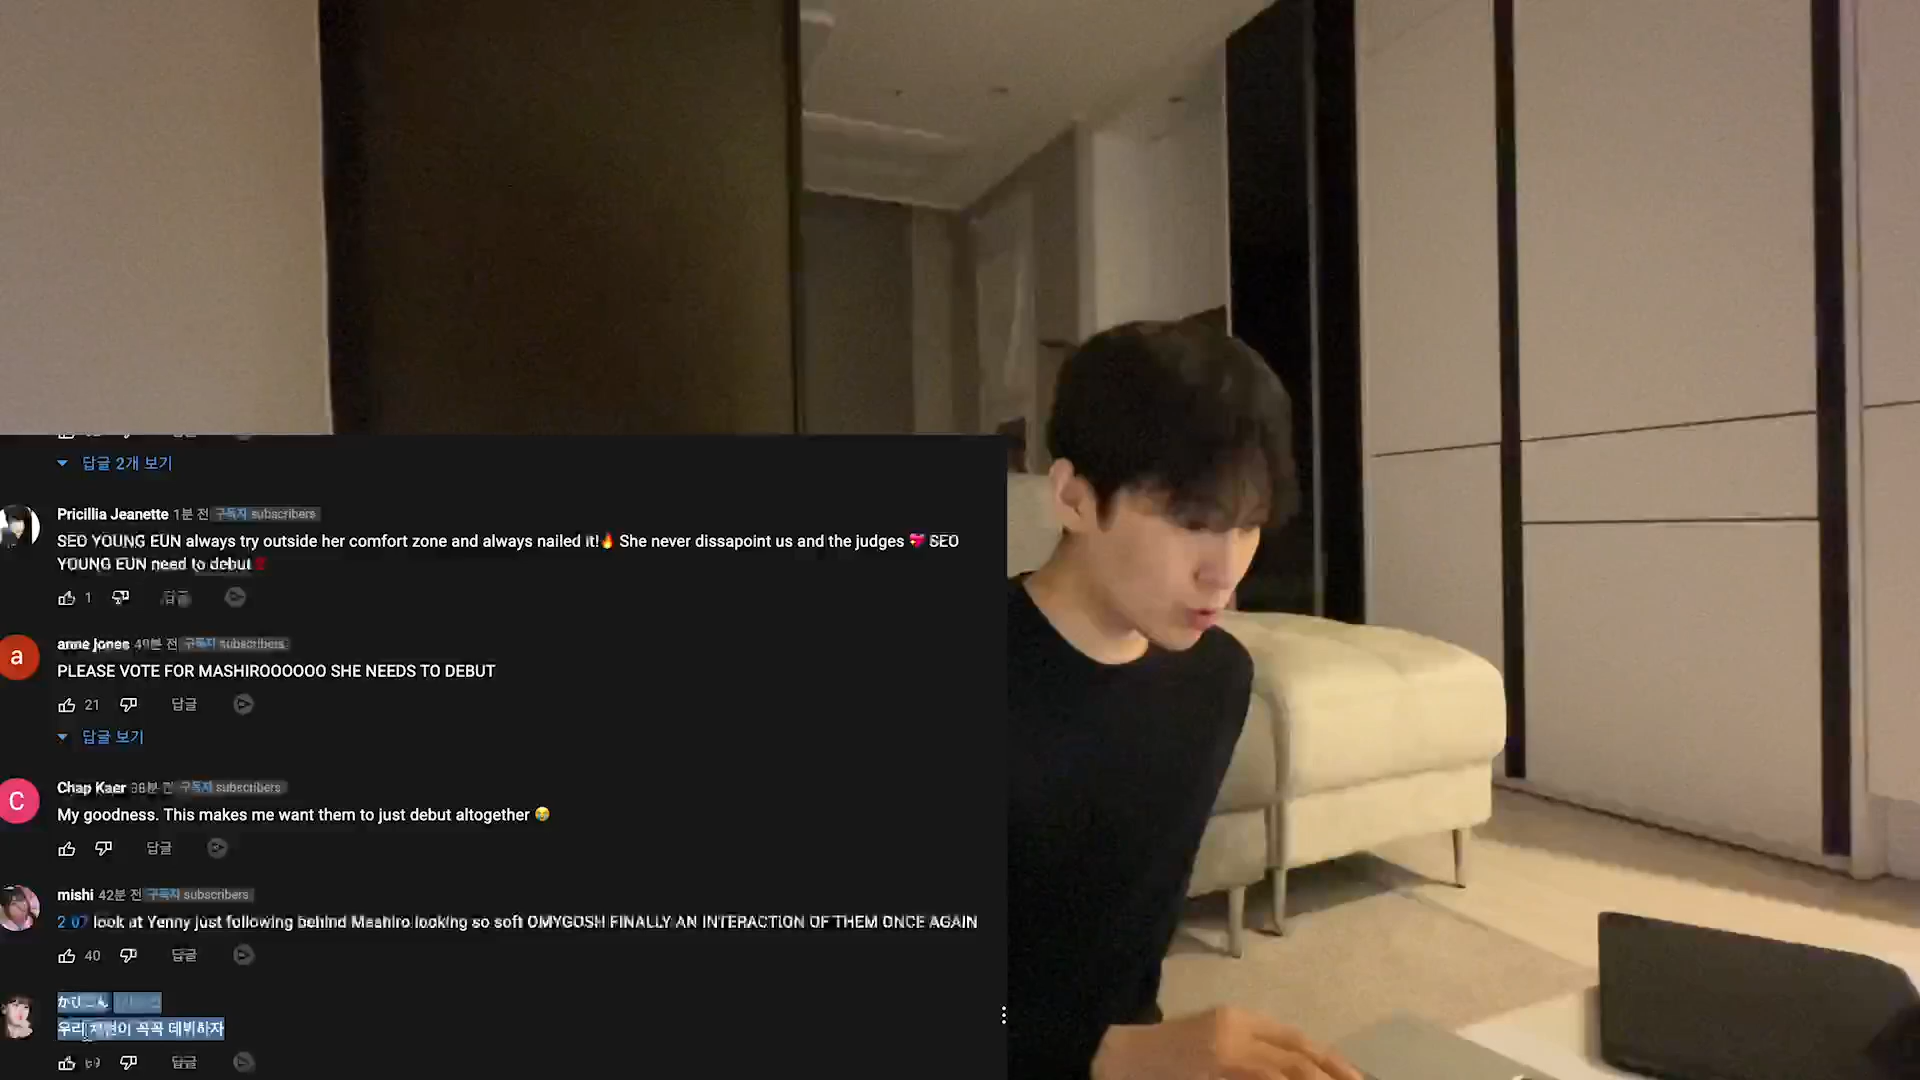 답글 2개 보기
Pricillia Jeanette 1분 전 구독자 subscribers
SEO YOUNG EUN always try outside her comfort zone and always nailed it!🔥 She never dissapoint us and the judges 💖 SEO
YOUNG EUN need to debut
1 답글
anne jones 전 구독자 subscribers
PLEASE VOTE FOR MASHIROOOOOO SHE NEEDS TO DEBUT
21 답글
답글 보기
Chap Kaer 구독자 subscribers
My goodness. This makes me want them to just debut altogether 😭
답글
mishi 42분 전 구독자 subscribers
2:07 look at Yenny just following behind Mashiro looking so soft OMYGOSH FINALLY AN INTERACTION OF THEM ONCE AGAIN
40 답글
우리 꼭꼭 데뷔하자
답글